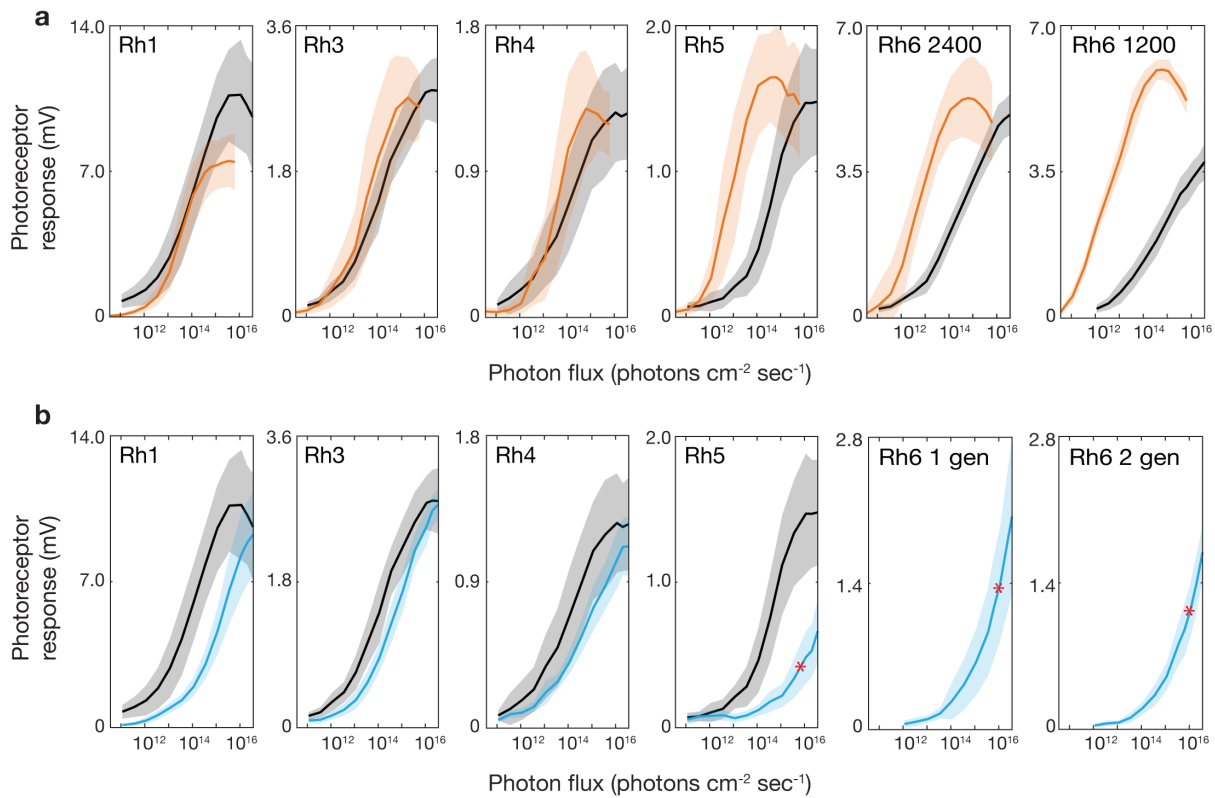 a
Rh1
Rh3
Rh4
Rh5
Rh6 2400
Rh6 1200
14.0
7.0
0
3.6
1.8
0
1.8
0.9
0
2.0
1.0
0
7.0
3.5
0
7.0
3.5
0
Photoreceptor
response (mV)
10¹² 10¹⁴ 10¹⁶
10¹² 10¹⁴ 10¹⁶
10¹² 10¹⁴ 10¹⁶
10¹² 10¹⁴ 10¹⁶
10¹² 10¹⁴ 10¹⁶
10¹² 10¹⁴ 10¹⁶
Photon flux (photons cm⁻² sec⁻¹)
b
Rh1
Rh3
Rh4
Rh5
Rh6 1 gen
Rh6 2 gen
14.0
7.0
0
3.6
1.8
0
1.8
0.9
0
2.0
1.0
0
2.8
1.4
0
2.8
1.4
0
Photoreceptor
response (mV)
10¹² 10¹⁴ 10¹⁶
10¹² 10¹⁴ 10¹⁶
10¹² 10¹⁴ 10¹⁶
10¹² 10¹⁴ 10¹⁶
10¹² 10¹⁴ 10¹⁶
10¹² 10¹⁴ 10¹⁶
Photon flux (photons cm⁻² sec⁻¹)